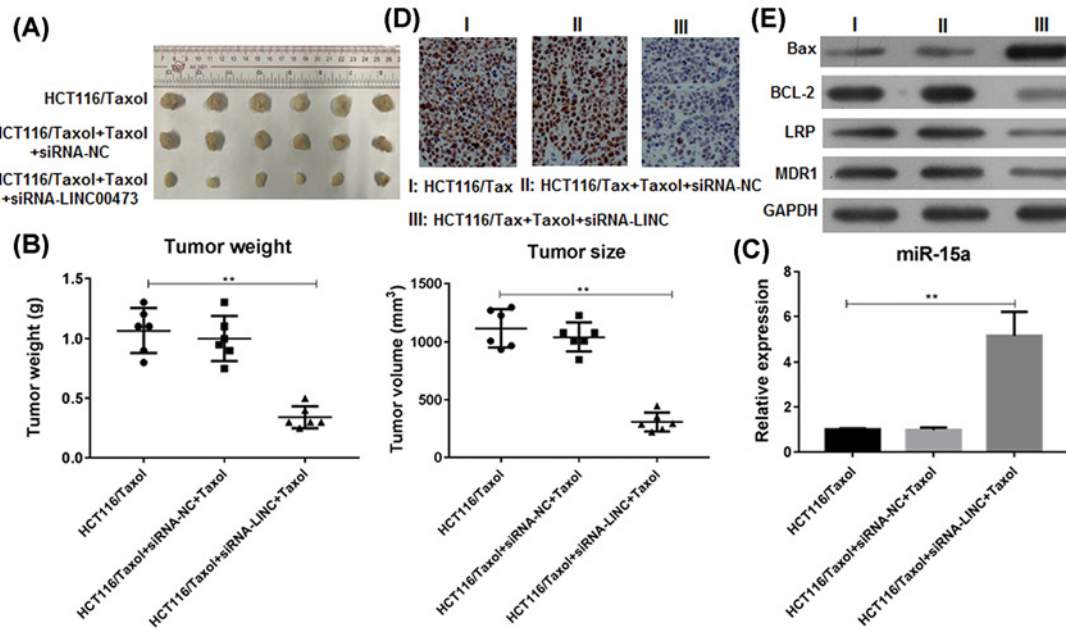 (A)
HCT116/Taxol
HCT116/Taxol+Taxol
+siRNA-NC
HCT116/Taxol+Taxol
+siRNA-LINC00473
(D)
I II III
I: HCT116/Tax II: HCT116/Tax+Taxol+siRNA-NC
III: HCT116/Tax+Taxol+siRNA-LINC
(E)
I II III
Bax
BCL-2
LRP
MDR1
GAPDH
(B)
Tumor weight
**
Tumor weight (g)
1.5
1.0
0.5
0.0
HCT116/Taxol
HCT116/Taxol+siRNA-NC+Taxol
HCT116/Taxol+siRNA-LINC+Taxol
Tumor size
**
Tumor volume (mm3)
1500
1000
500
0
HCT116/Taxol
HCT116/Taxol+siRNA-NC+Taxol
HCT116/Taxol+siRNA-LINC+Taxol
(C)
miR-15a
**
Relative expression
8
6
4
2
0
HCT116/Taxol
HCT116/Taxol+siRNA-NC+Taxol
HCT116/Taxol+siRNA-LINC+Taxol